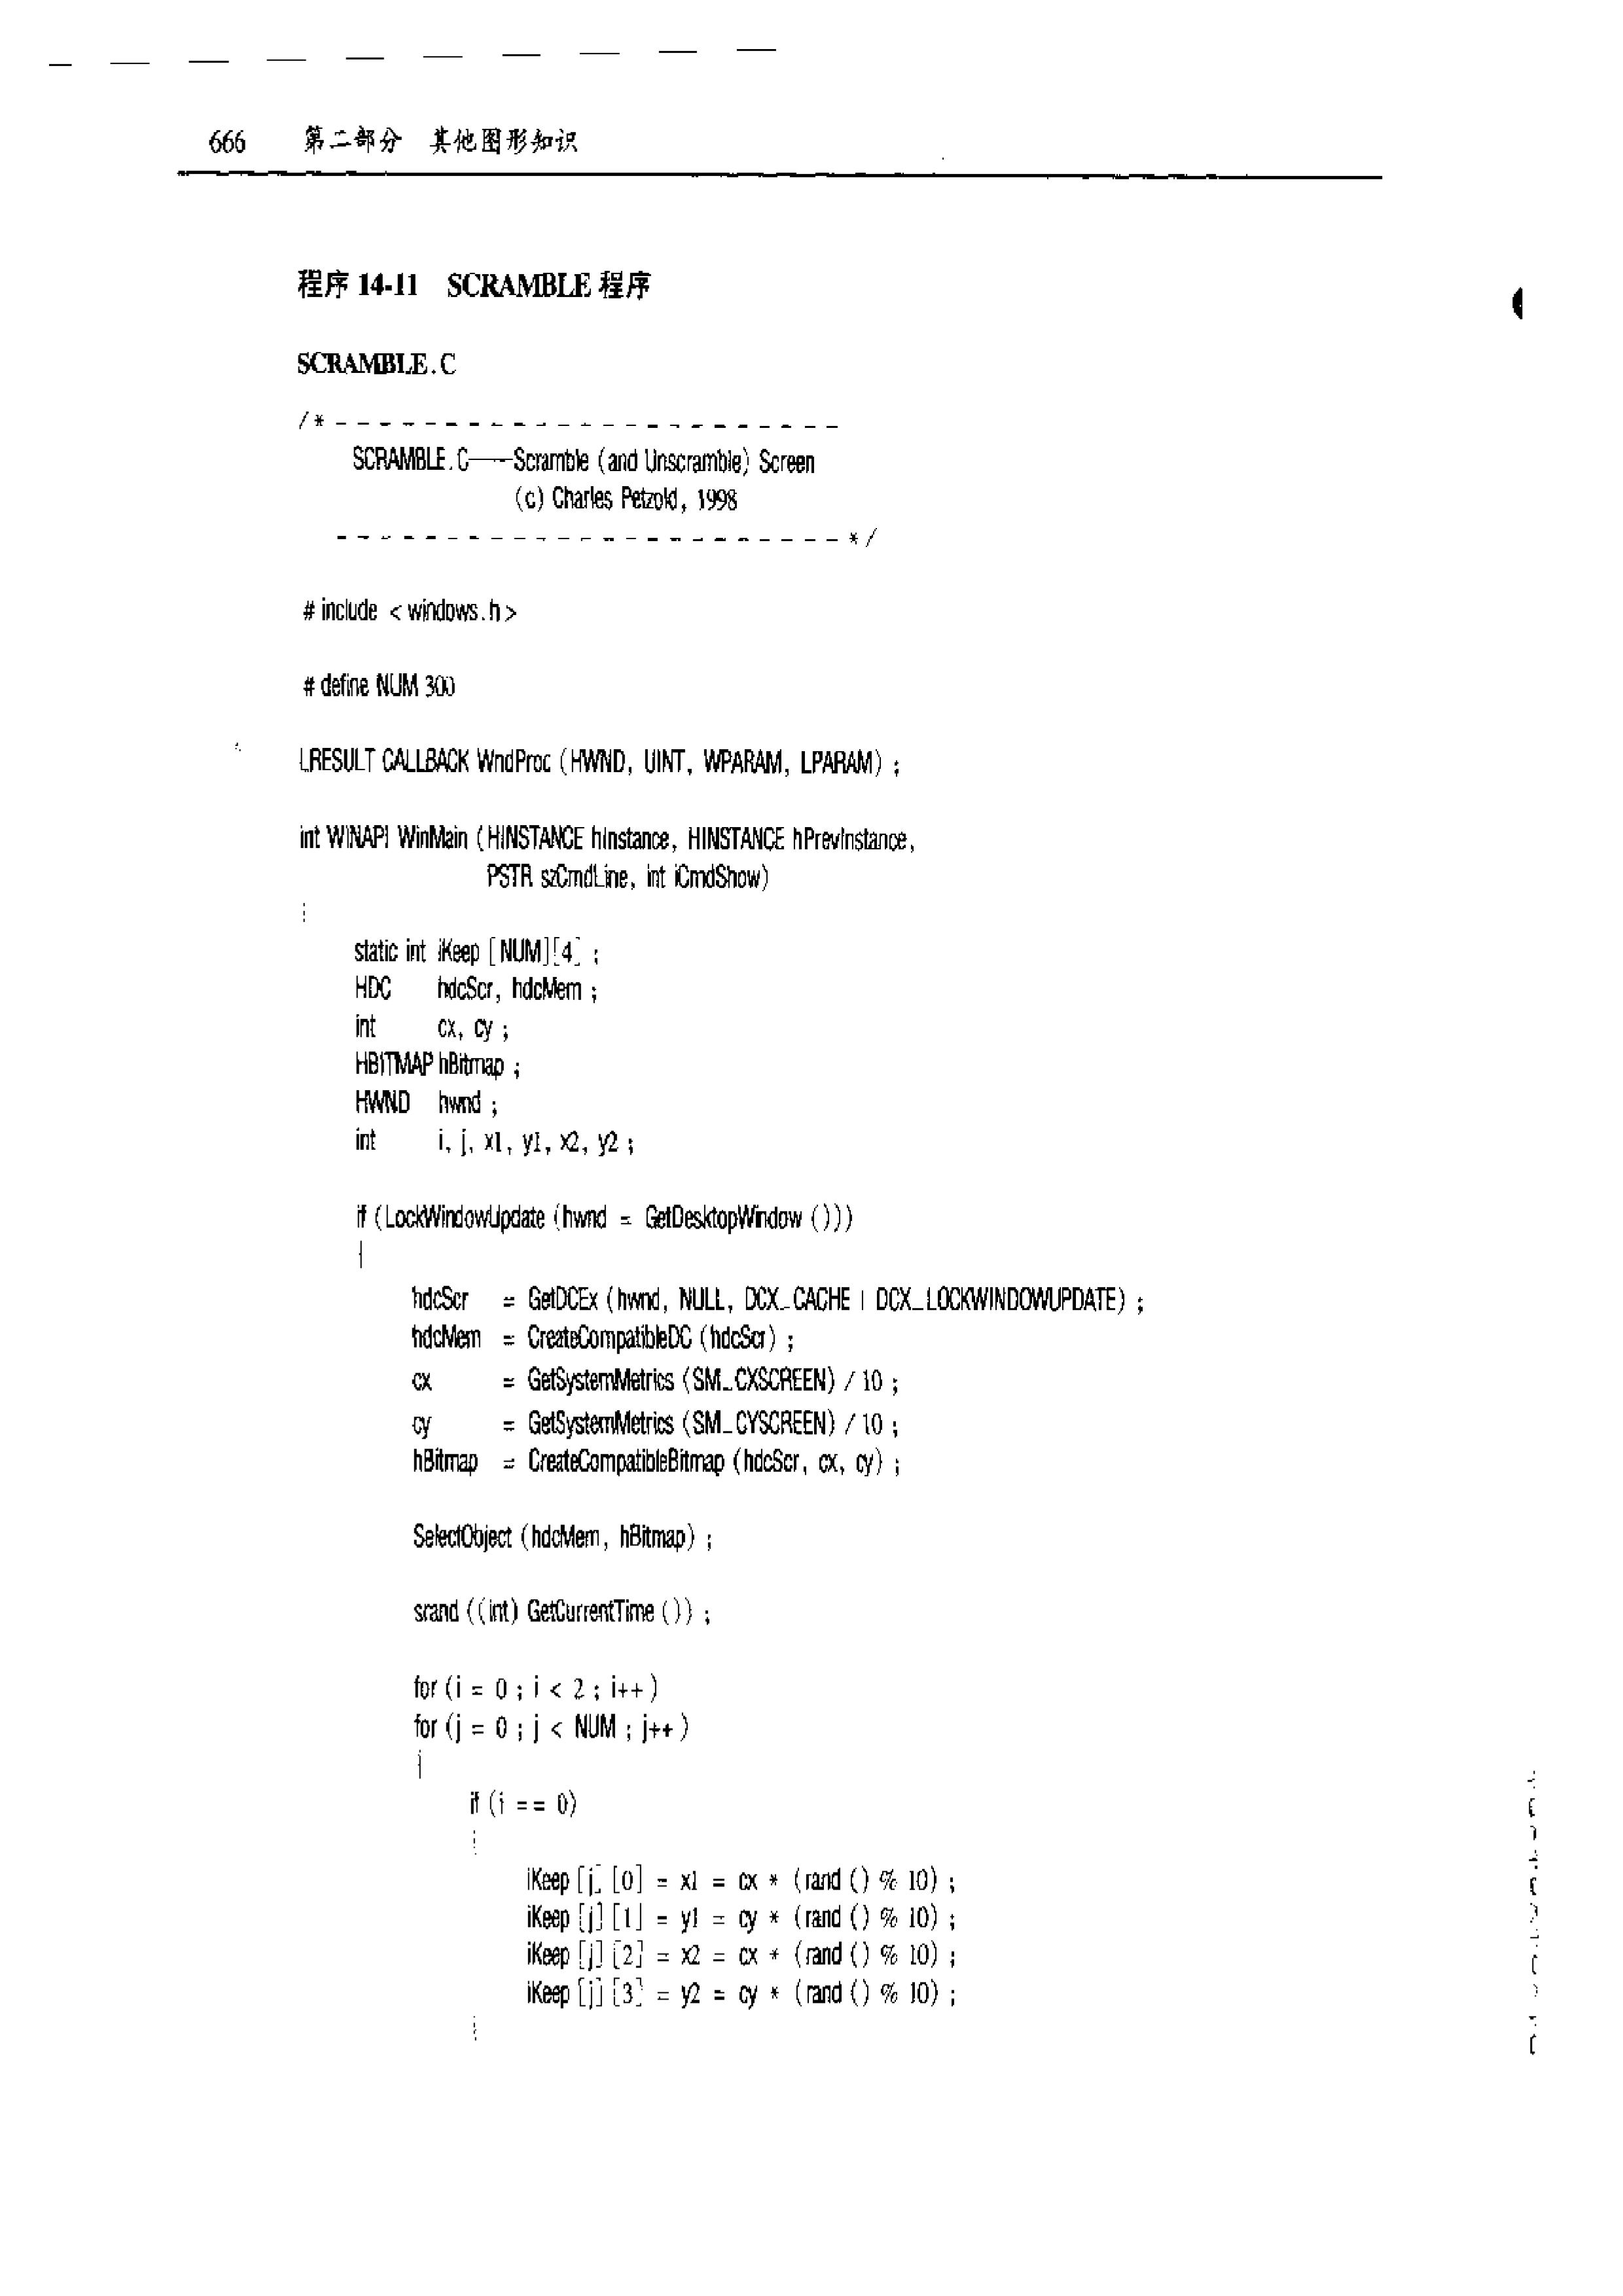 666 第二部分 其他图形知识
程序 14-11 SCRAMBLE 程序
SCRAMBLE.C
/* - - - - - - - - - - - - - - - - - - - - - - -
SCRAMBLE.C——Scramble (and Unscramble) Screen
(c) Charles Petzold, 1998
- - - - - - - - - - - - - - - - - - - - - - - */
# include < windows.h >
# define NUM 300
LRESULT CALLBACK WndProc (HWND, UINT, WPARAM, LPARAM) ;
int WINAPI WinMain (HINSTANCE hInstance, HINSTANCE hPrevInstance,
PSTR szCmdLine, int iCmdShow)
{
static int iKeep [NUM][4] ;
HDC hdcScr, hdcMem ;
int cx, cy ;
HBITMAP hBitmap ;
HWND hwnd ;
int i, j, x1, y1, x2, y2 ;
if (LockWindowUpdate (hwnd = GetDesktopWindow ()))
{
hdcScr = GetDCEx (hwnd, NULL, DCX_CACHE | DCX_LOCKWINDOWUPDATE) ;
hdcMem = CreateCompatibleDC (hdcScr) ;
cx = GetSystemMetrics (SM_CXSCREEN) / 10 ;
cy = GetSystemMetrics (SM_CYSCREEN) / 10 ;
hBitmap = CreateCompatibleBitmap (hdcScr, cx, cy) ;
SelectObject (hdcMem, hBitmap) ;
srand ((int) GetCurrentTime ()) ;
for (i = 0 ; i < 2 ; i++ )
for (j = 0 ; j < NUM ; j++ )
{
if (i == 0)
{
iKeep [j] [0] = x1 = cx * (rand () % 10) ;
iKeep [j] [1] = y1 = cy * (rand () % 10) ;
iKeep [j] [2] = x2 = cx * (rand () % 10) ;
iKeep [j] [3] = y2 = cy * (rand () % 10) ;
}